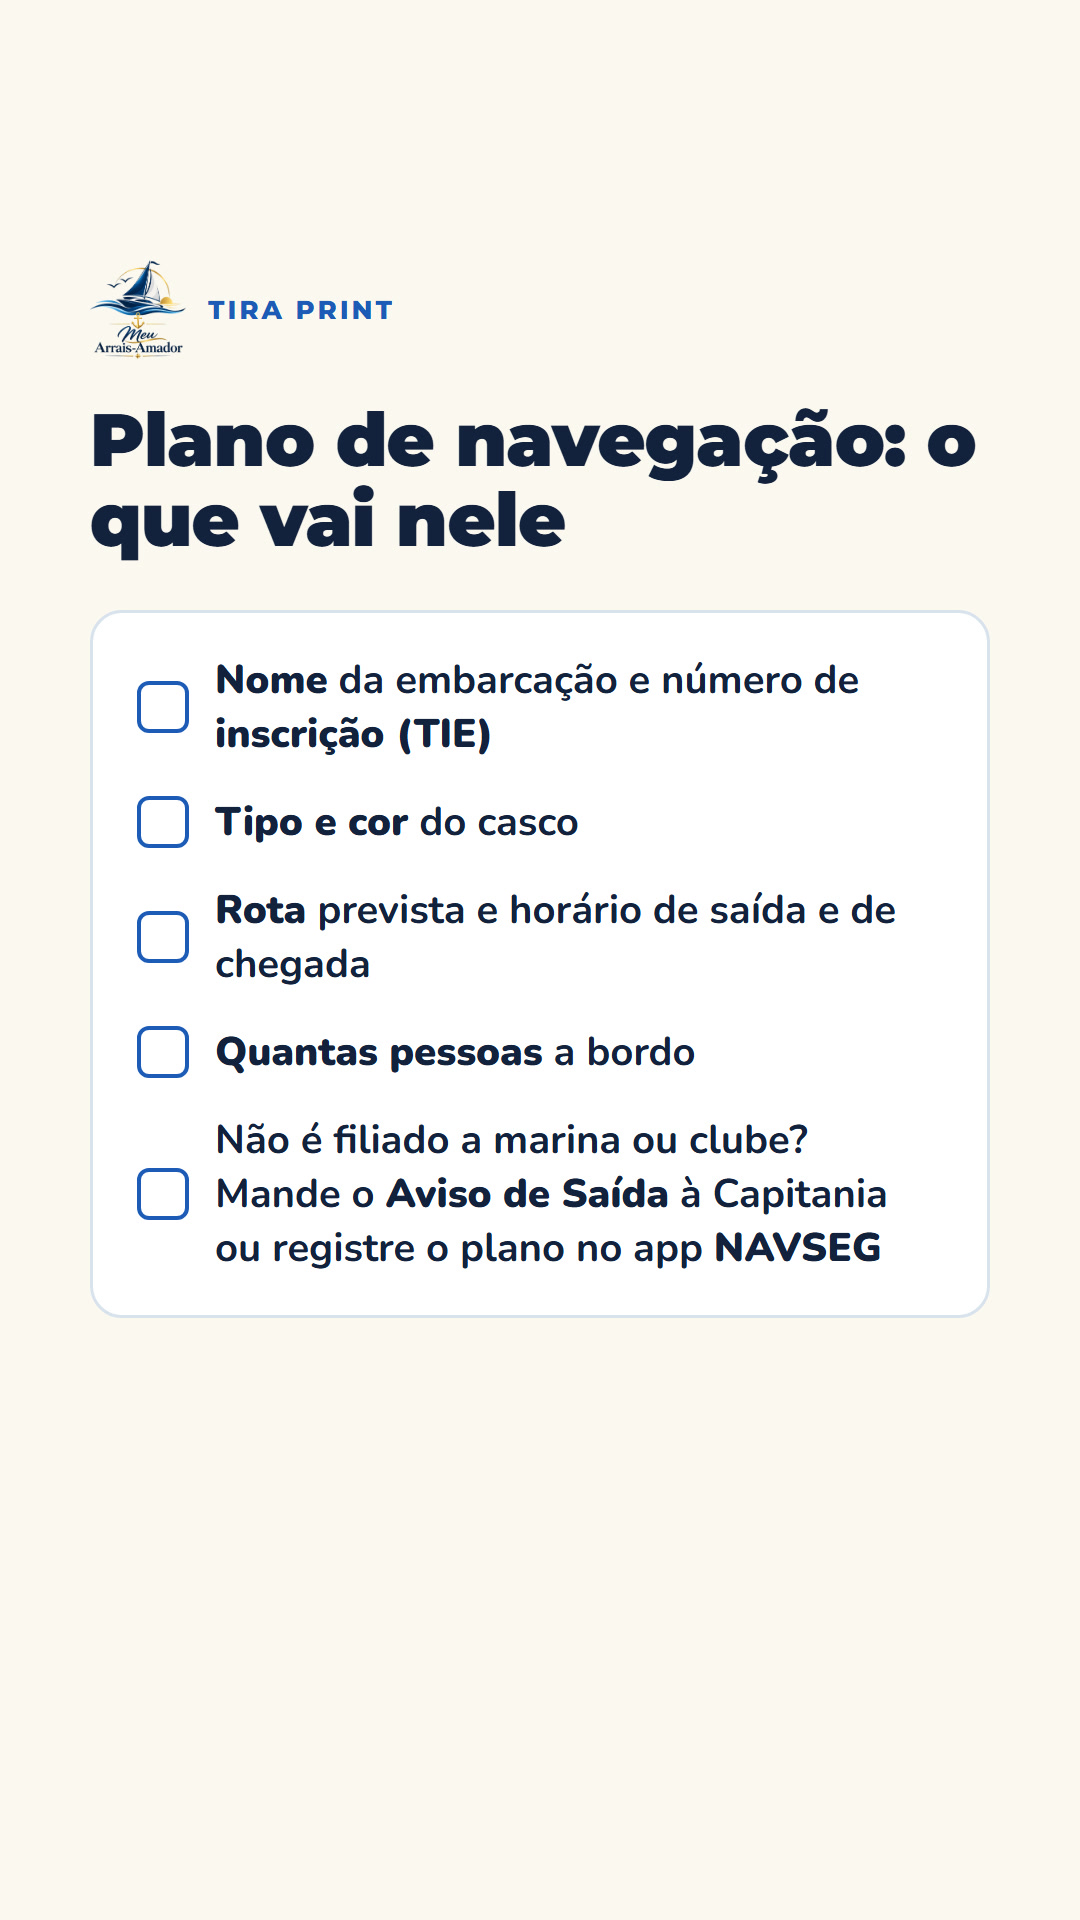 Meu
Arrais-Amador
TIRA PRINT
Plano de navegação: o
que vai nele
Nome da embarcação e número de
inscrição (TIE)
Tipo e cor do casco
Rota prevista e horário de saída e de
chegada
Quantas pessoas a bordo
Não é filiado a marina ou clube?
Mande o Aviso de Saída à Capitania
ou registre o plano no app NAVSEG